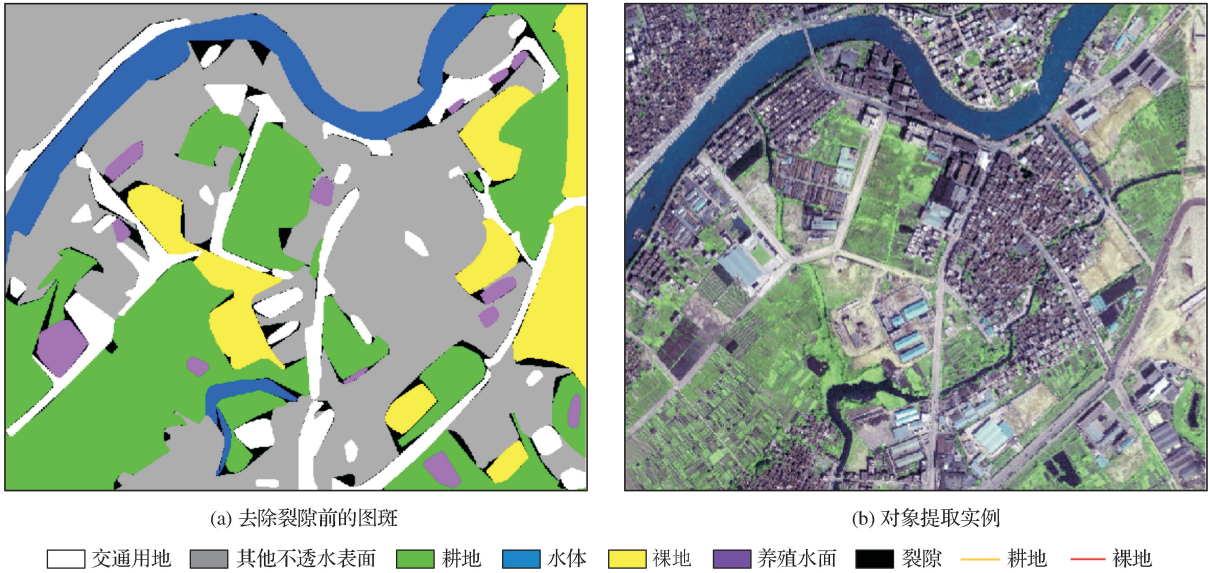 (a) 去除裂隙前的图斑
(b) 对象提取实例
交通用地 其他不透水表面 耕地 水体 裸地 养殖水面 裂隙 耕地 裸地